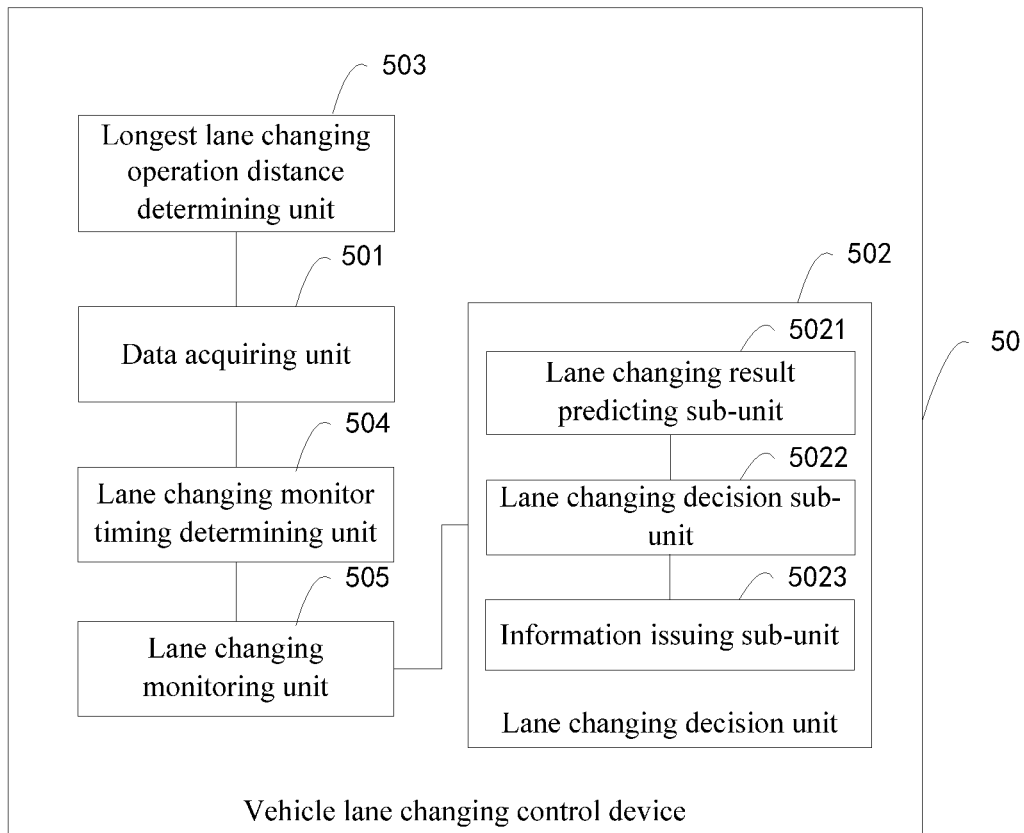 503
Longest lane changing
operation distance
determining unit
501
Data acquiring unit
504
Lane changing monitor
timing determining unit
505
Lane changing
monitoring unit
502
5021
Lane changing result
predicting sub-unit
5022
Lane changing decision sub-
unit
5023
Information issuing sub-unit
Lane changing decision unit
50
Vehicle lane changing control device